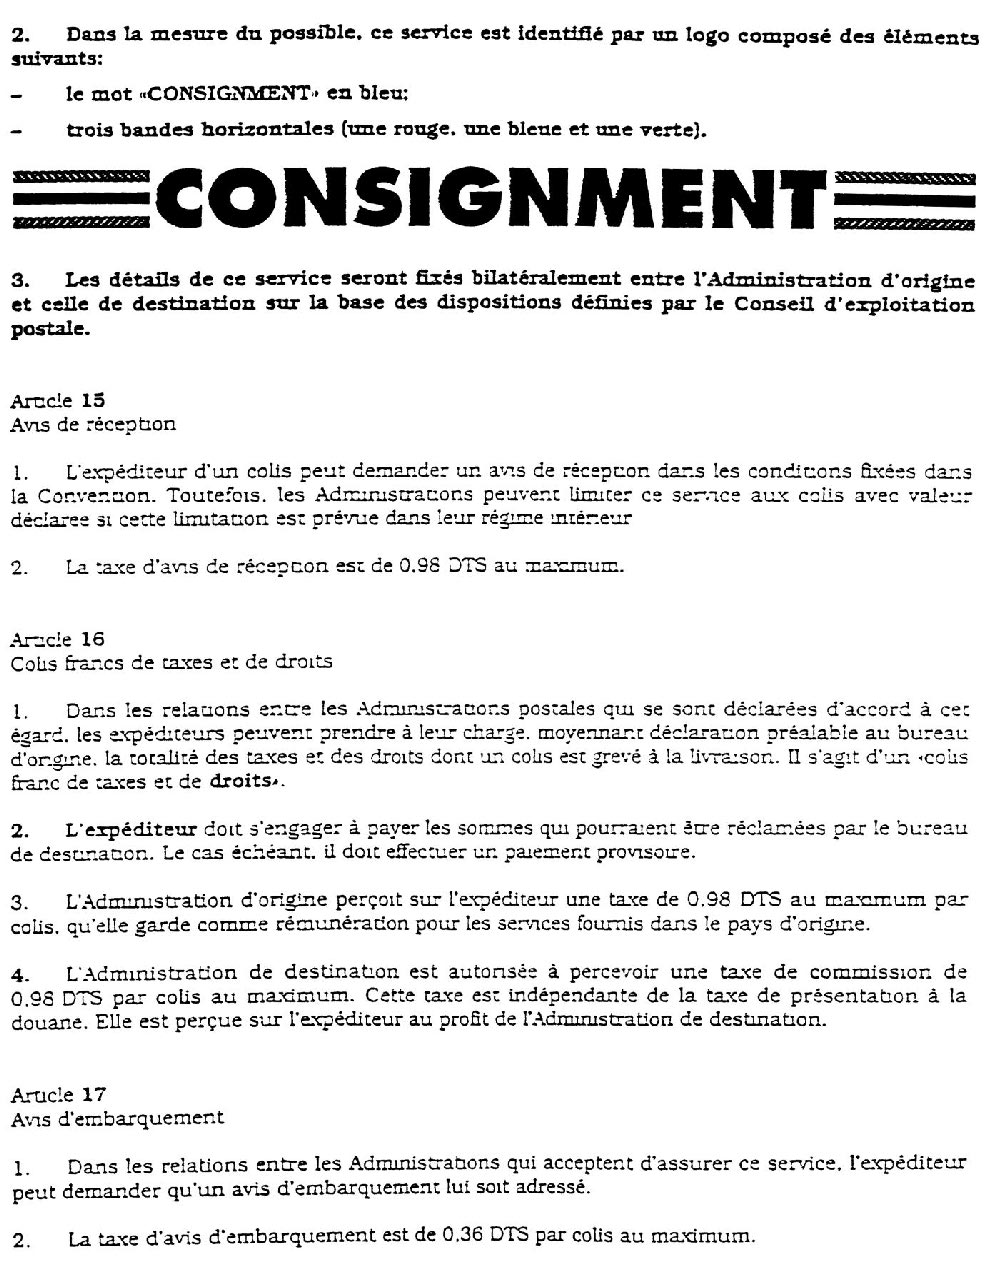 2. Dans la mesure du possible, ce service est identifié par un logo composé des éléments
suivants:
– le mot «CONSIGNMENT» en bleu;
– trois bandes horizontales (une rouge, une bleue et une verte).
CONSIGNMENT
3. Les détails de ce service seront fixés bilatéralement entre l'Administration d'origine
et celle de destination sur la base des dispositions définies par le Conseil d'exploitation
postale.
Article 15
Avis de réception
1. L'expéditeur d'un colis peut demander un avis de réception dans les conditions fixées dans
la Convention. Toutefois, les Administrations peuvent limiter ce service aux colis avec valeur
déclarée si cette limitation est prévue dans leur régime intérieur
2. La taxe d'avis de réception est de 0,98 DTS au maximum.
Article 16
Colis francs de taxes et de droits
1. Dans les relations entre les Administrations postales qui se sont déclarées d'accord à cet
égard, les expéditeurs peuvent prendre à leur charge, moyennant déclaration préalable au bureau
d'origine, la totalité des taxes et des droits dont un colis est grevé à la livraison. Il s'agit d'un «colis
franc de taxes et de droits».
2. L'expéditeur doit s'engager à payer les sommes qui pourraient être réclamées par le bureau
de destination. Le cas échéant, il doit effectuer un paiement provisoire.
3. L'Administration d'origine perçoit sur l'expéditeur une taxe de 0,98 DTS au maximum par
colis, qu'elle garde comme rémunération pour les services fournis dans le pays d'origine.
4. L'Administration de destination est autorisée à percevoir une taxe de commission de
0,98 DTS par colis au maximum. Cette taxe est indépendante de la taxe de présentation à la
douane. Elle est perçue sur l'expéditeur au profit de l'Administration de destination.
Article 17
Avis d'embarquement
1. Dans les relations entre les Administrations qui acceptent d'assurer ce service, l'expéditeur
peut demander qu'un avis d'embarquement lui soit adressé.
2. La taxe d'avis d'embarquement est de 0,36 DTS par colis au maximum.